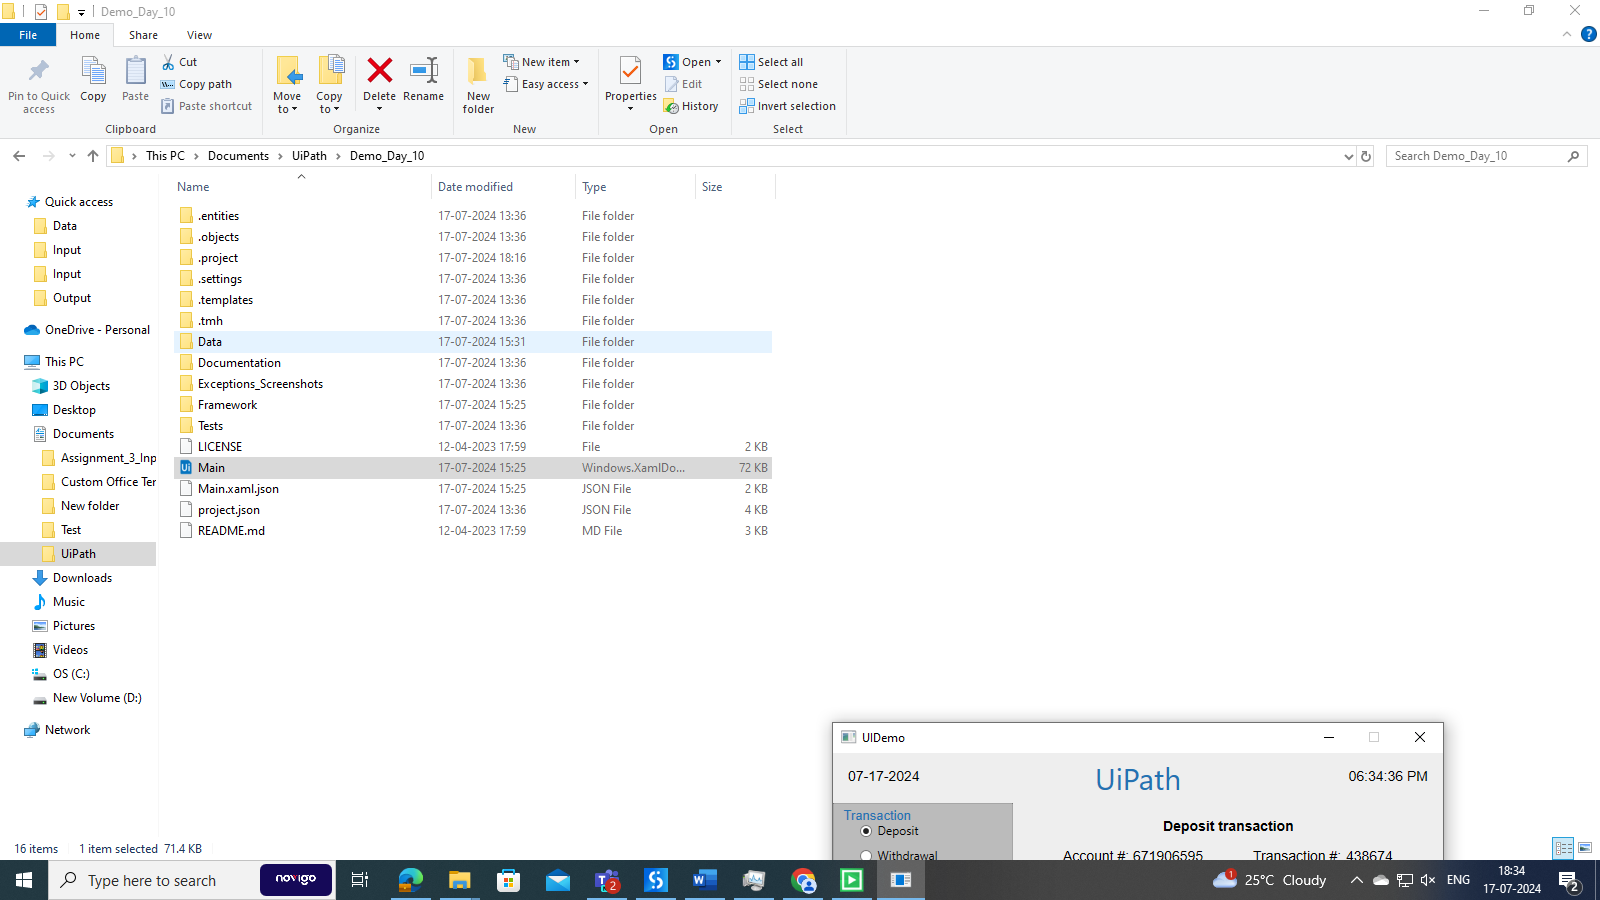 Demo_Day_10
File Home Share View
Pin to Quick access
Copy
Paste
Cut
Copy path
Paste shortcut
Clipboard
Move to
Copy to
Delete
Rename
Organize
New folder
New item
Easy access
New
Properties
Open
Edit
History
Open
Select all
Select none
Invert selection
Select
This PC › Documents › UiPath › Demo_Day_10
Search Demo_Day_10
Name Date modified Type Size
.entities 17-07-2024 13:36 File folder
.objects 17-07-2024 13:36 File folder
.project 17-07-2024 18:16 File folder
.settings 17-07-2024 13:36 File folder
.templates 17-07-2024 13:36 File folder
.tmh 17-07-2024 13:36 File folder
Data 17-07-2024 15:31 File folder
Documentation 17-07-2024 13:36 File folder
Exceptions_Screenshots 17-07-2024 13:36 File folder
Framework 17-07-2024 15:25 File folder
Tests 17-07-2024 13:36 File folder
LICENSE 12-04-2023 17:59 File 2 KB
Main 17-07-2024 15:25 Windows.XamlDo... 72 KB
Main.xaml.json 17-07-2024 15:25 JSON File 2 KB
project.json 17-07-2024 13:36 JSON File 4 KB
README.md 12-04-2023 17:59 MD File 3 KB
Quick access
Data
Input
Input
Output
OneDrive - Personal
This PC
3D Objects
Desktop
Documents
Assignment_3_Inp
Custom Office Ter
New folder
Test
UiPath
Downloads
Music
Pictures
Videos
OS (C:)
New Volume (D:)
Network
16 items 1 item selected 71.4 KB
UIDemo
07-17-2024 UiPath 06:34:36 PM
Transaction
Deposit
Withdrawal
Deposit transaction
Account #: 671906595 Transaction #: 438674
Type here to search
novigo
2
1
25°C Cloudy
ENG
18:34
17-07-2024
2